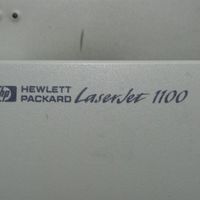 hp HEWLETT
PACKARD LaserJet 1100